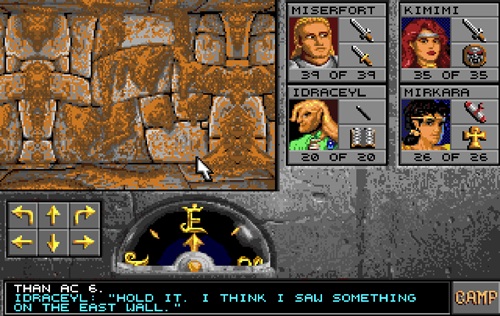 MISERFORT
KIMIMI
39 OF 39
35 OF 35
IDRACEYL
MIRKARA
20 OF 20
26 OF 26
E
THAN AC 6.
IDRACEYL: "HOLD IT. I THINK I SAW SOMETHING
ON THE EAST WALL."
CAMP